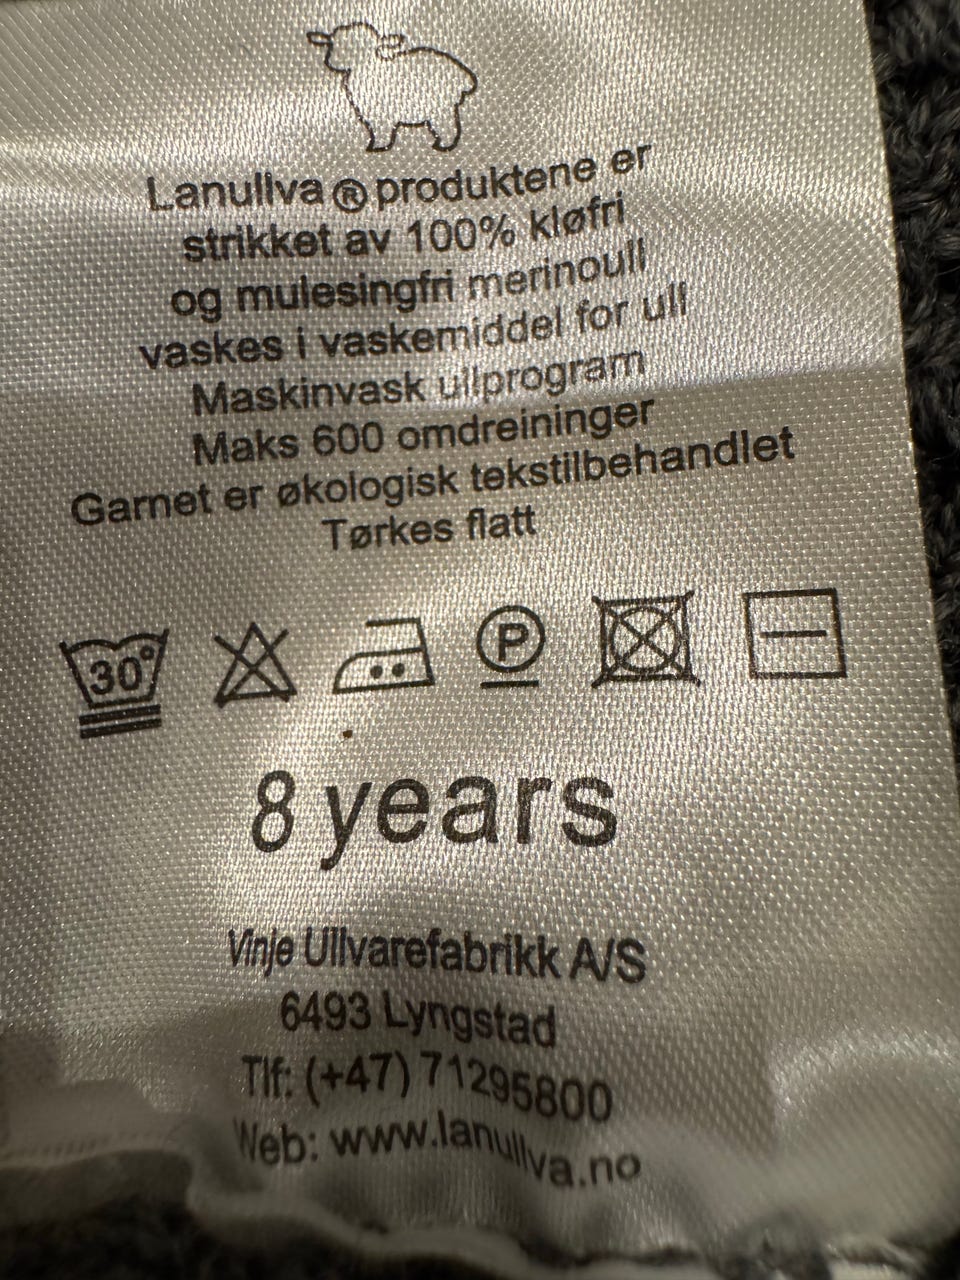 Lanullva® produktene er
strikket av 100% kløfri
og mulesingfri merinoull
vaskes i vaskemiddel for ull
Maskinvask ullprogram
Maks 600 omdreininger
Garnet er økologisk tekstilbehandlet
Tørkes flatt
30° P
8 years
Vinje Ullvarefabrikk A/S
6493 Lyngstad
Tlf: (+47) 71295800
Web: www.lanullva.no